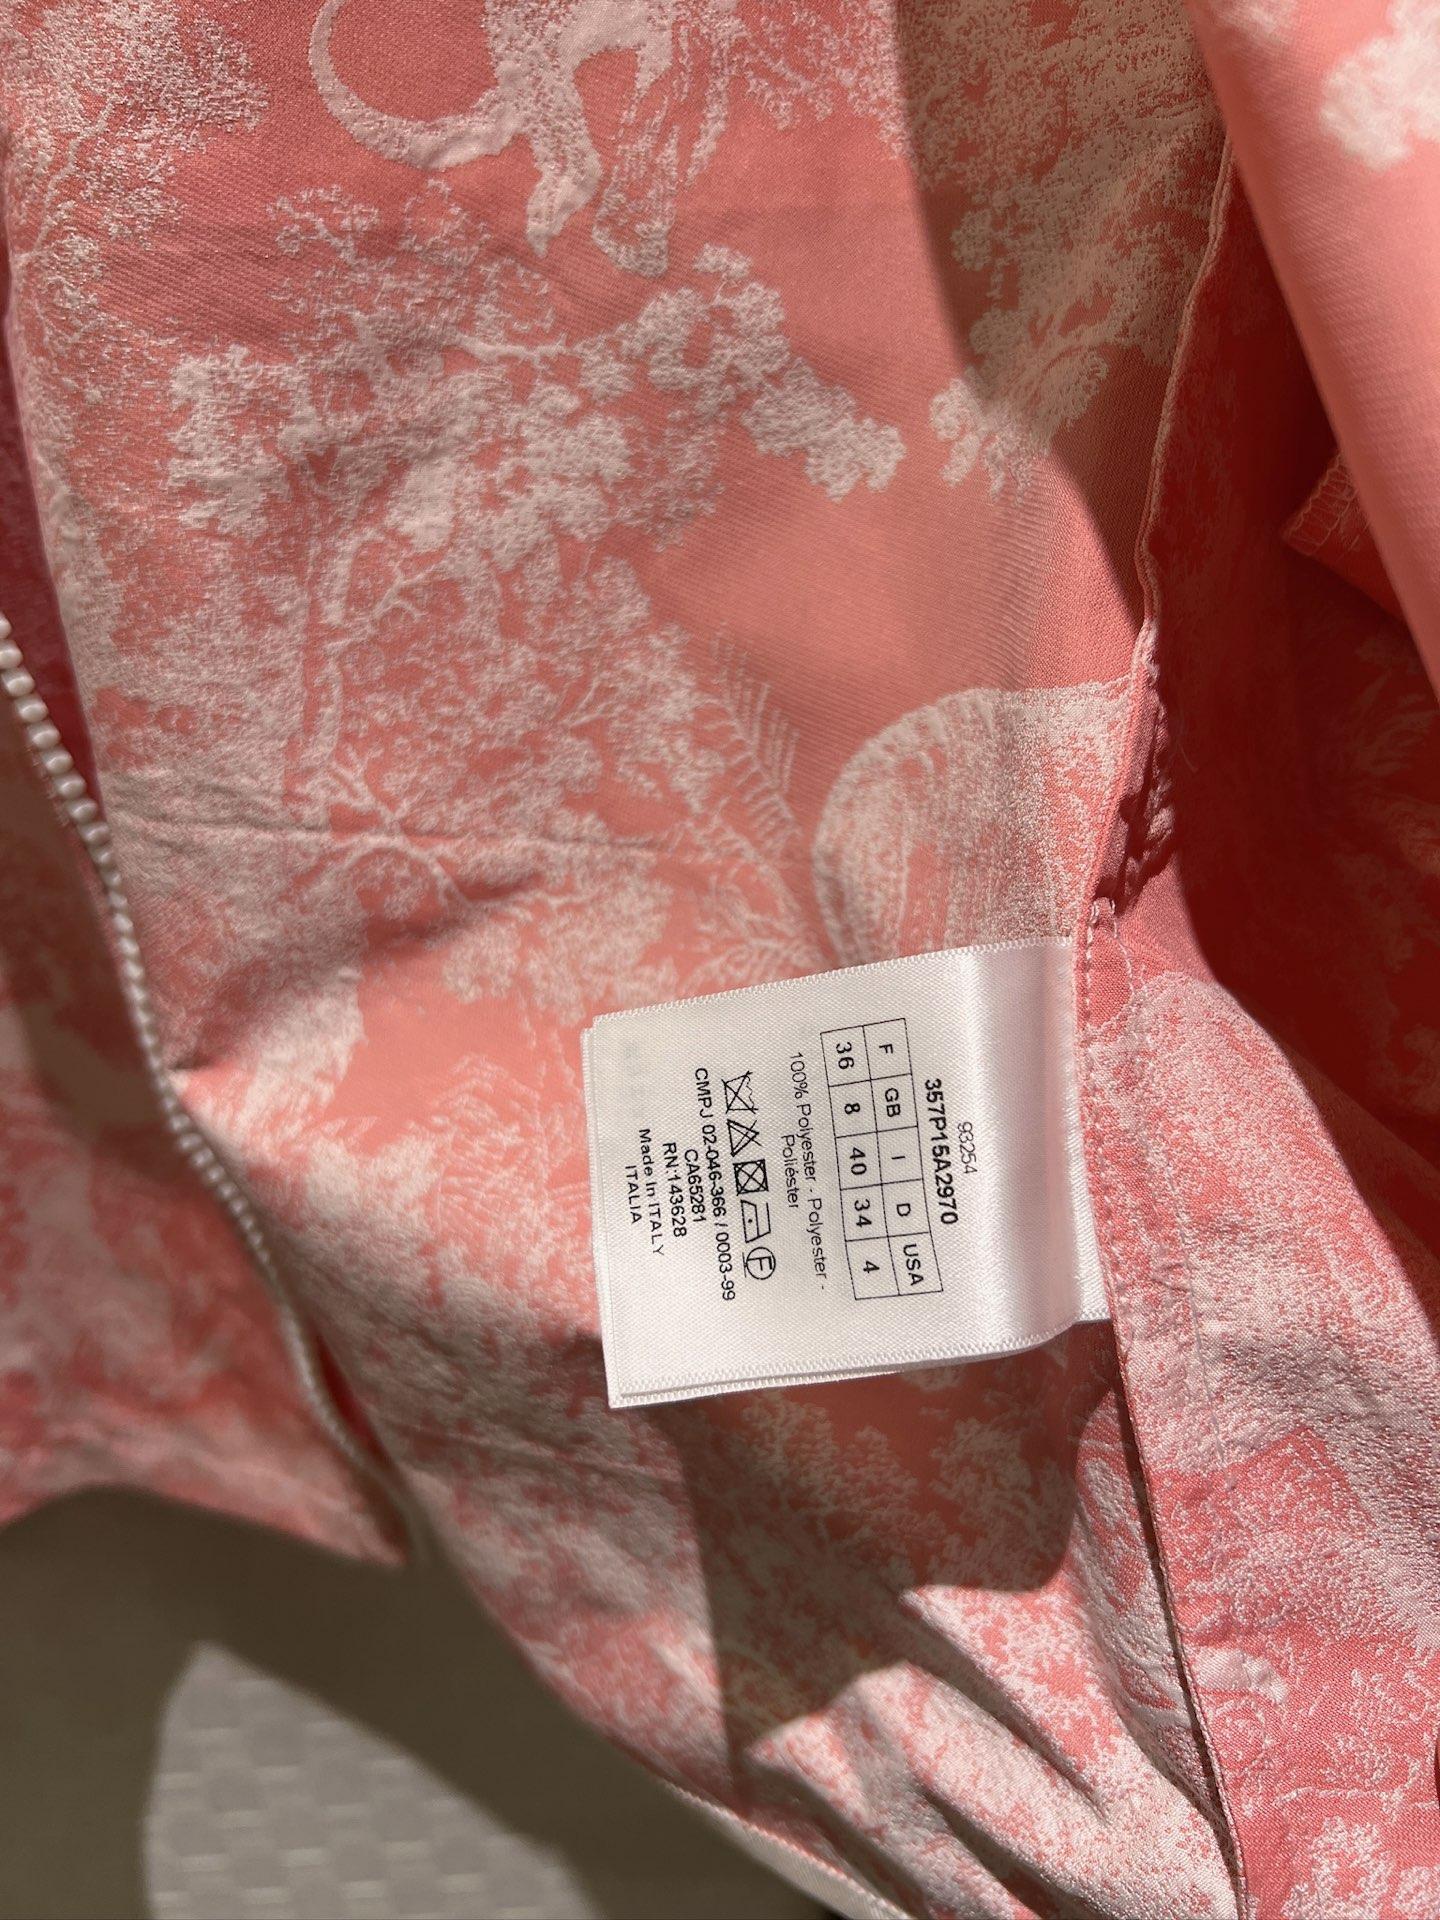 93254
357P15A2970
F GB I D USA
36 8 40 34 4
100% Polyester - Polyester -
Poliéster
F
CMPJ 02-046-366 / 0003-99
CA65281
RN:143628
Made In ITALY
ITALIA